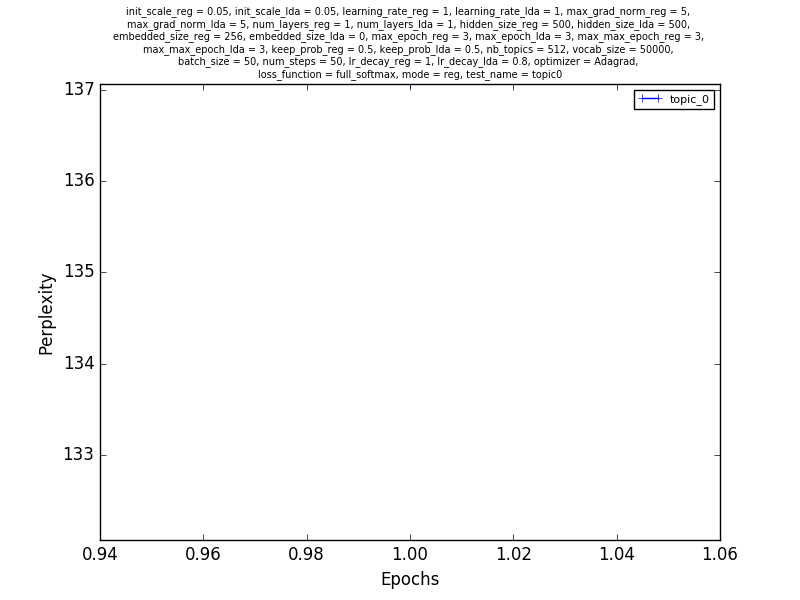 init_scale_reg = 0.05, init_scale_lda = 0.05, learning_rate_reg = 1, learning_rate_lda = 1, max_grad_norm_reg = 5,
max_grad_norm_lda = 5, num_layers_reg = 1, num_layers_lda = 1, hidden_size_reg = 500, hidden_size_lda = 500,
embedded_size_reg = 256, embedded_size_lda = 0, max_epoch_reg = 3, max_epoch_lda = 3, max_max_epoch_reg = 3,
max_max_epoch_lda = 3, keep_prob_reg = 0.5, keep_prob_lda = 0.5, nb_topics = 512, vocab_size = 50000,
batch_size = 50, num_steps = 50, lr_decay_reg = 1, lr_decay_lda = 0.8, optimizer = Adagrad,
loss_function = full_softmax, mode = reg, test_name = topic0
topic_0
137
136
135
134
133
Perplexity
0.94 0.96 0.98 1.00 1.02 1.04 1.06
Epochs